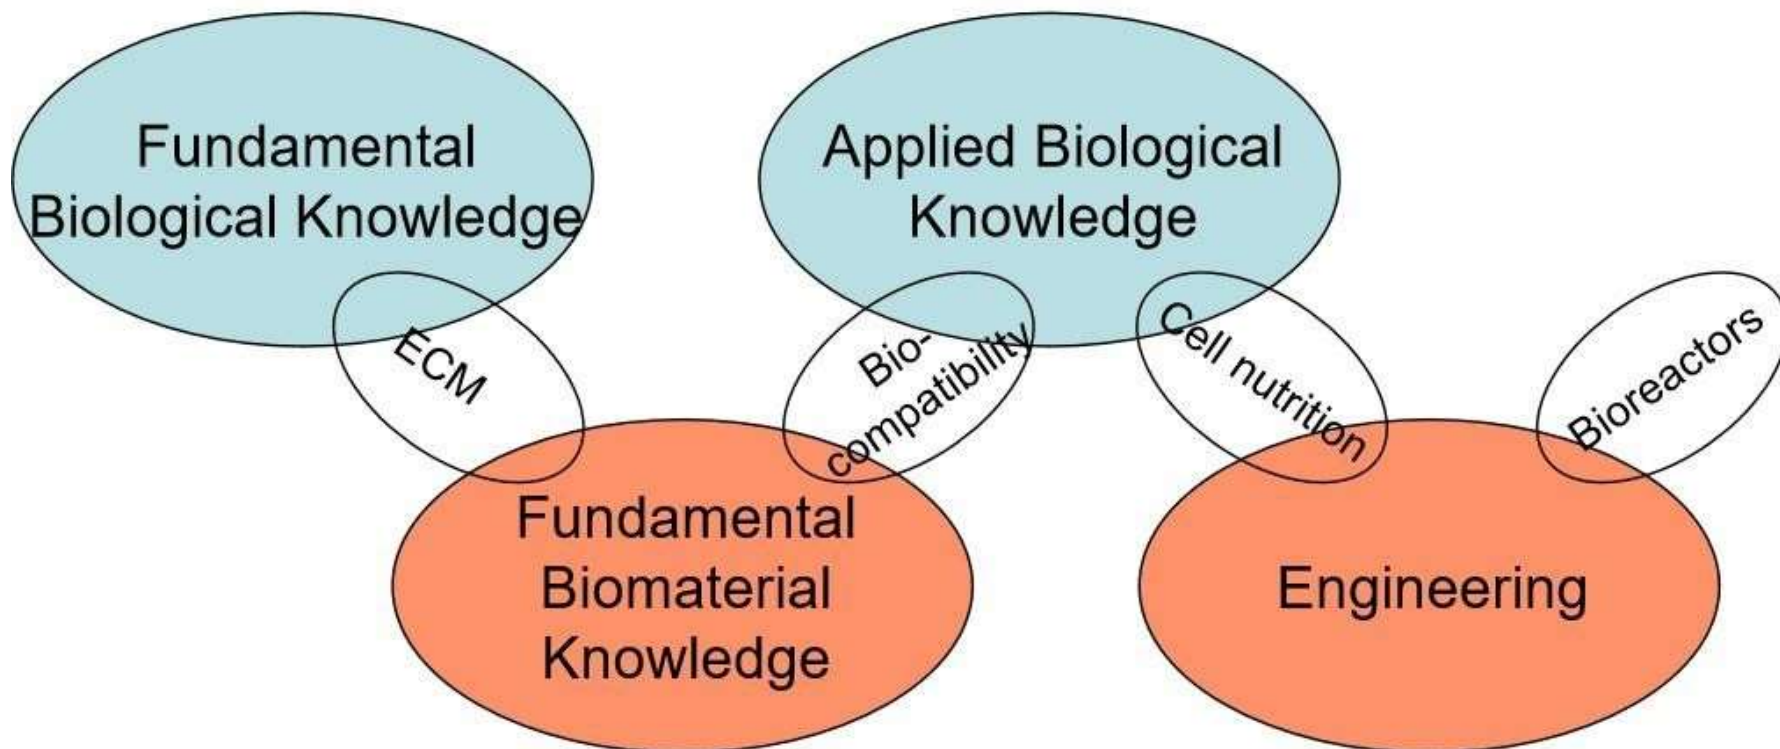 Fundamental
Biological Knowledge
Applied Biological
Knowledge
ECM
Bio-
compatibility
Cell nutrition
Bioreactors
Fundamental
Biomaterial
Knowledge
Engineering